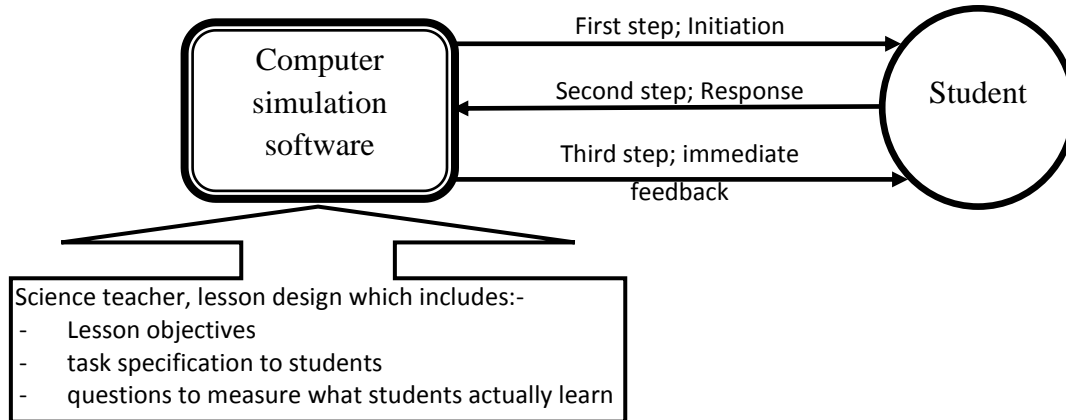 Computer
simulation
software
First step; Initiation
Second step; Response
Third step; immediate
feedback
Student
Science teacher, lesson design which includes:-
- Lesson objectives
- task specification to students
- questions to measure what students actually learn